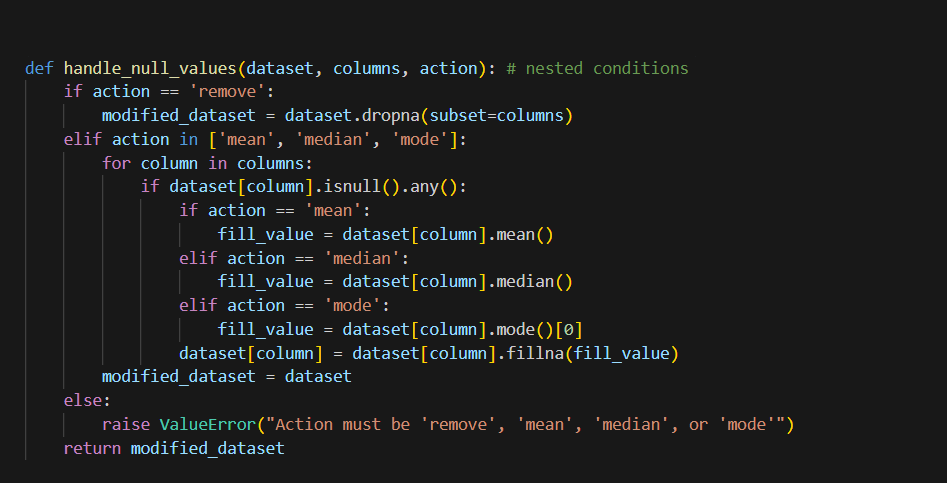 def handle_null_values(dataset, columns, action): # nested conditions
    if action == 'remove':
        modified_dataset = dataset.dropna(subset=columns)
    elif action in ['mean', 'median', 'mode']:
        for column in columns:
            if dataset[column].isnull().any():
                if action == 'mean':
                    fill_value = dataset[column].mean()
                elif action == 'median':
                    fill_value = dataset[column].median()
                elif action == 'mode':
                    fill_value = dataset[column].mode()[0]
                dataset[column] = dataset[column].fillna(fill_value)
        modified_dataset = dataset
    else:
        raise ValueError("Action must be 'remove', 'mean', 'median', or 'mode'")
    return modified_dataset